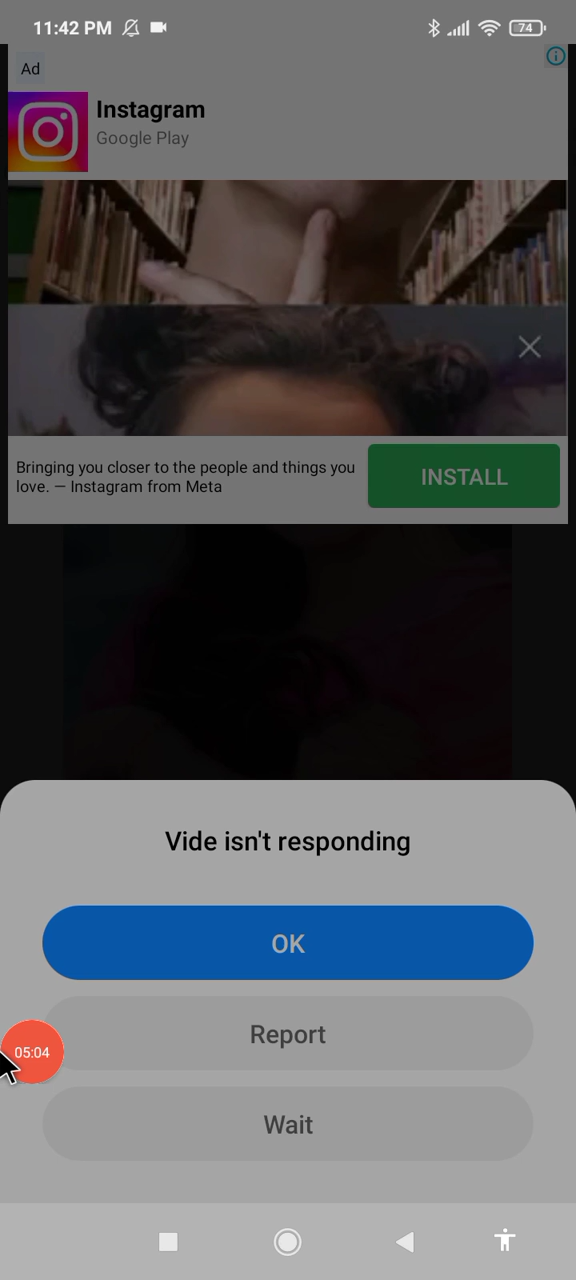 11:42 PM
74
Ad
Instagram
Google Play
Bringing you closer to the people and things you
love. — Instagram from Meta
INSTALL
Vide isn't responding
OK
Report
05:04
Wait